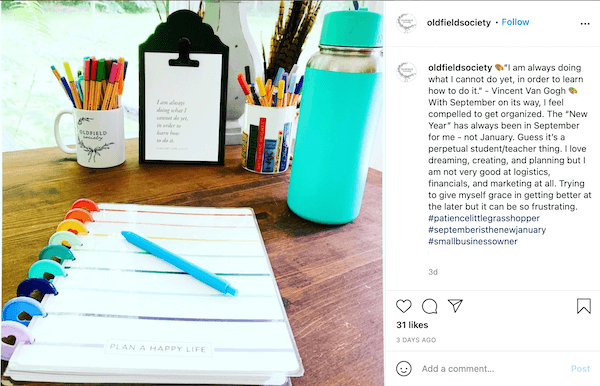 oldfieldsociety • Follow
oldfieldsociety 🎨"I am always doing
what I cannot do yet, in order to learn
how to do it." - Vincent Van Gogh 🎨
With September on its way, I feel
compelled to get organized. The "New
Year" has always been in September
for me - not January. Guess it's a
perpetual student/teacher thing. I love
dreaming, creating, and planning but I
am not very good at logistics,
financials, and marketing at all. Trying
to give myself grace in getting better at
the later but it can be so frustrating.
#patiencelittlegrasshopper
#septemberisthenewjanuary
#smallbusinessowner
3d
31 likes
3 DAYS AGO
Add a comment...
Post
I am always
doing what I
cannot do yet,
in order to
learn how
to do it.
OLDFIELD
society
PLAN A HAPPY LIFE